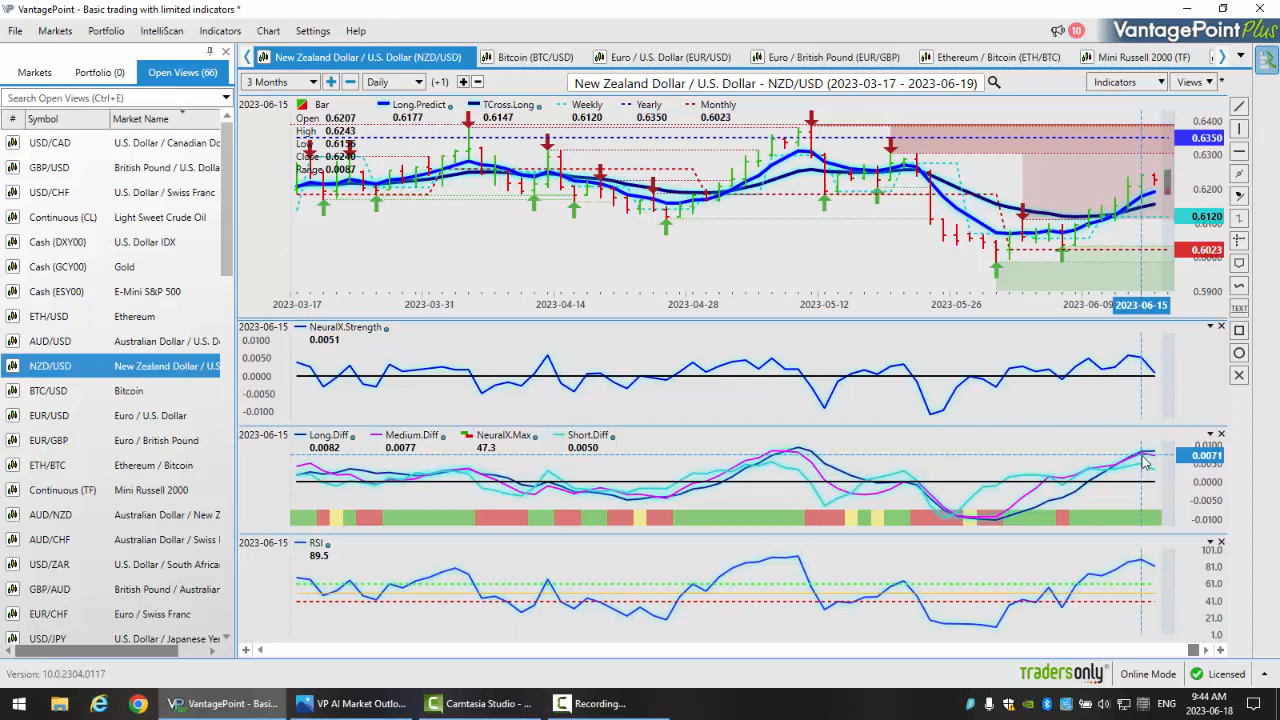 VantagePoint - Basic trading with limited indicators *
File Markets Portfolio IntelliScan Indicators Chart Settings Help
10
VANTAGEPOINT Plus
Markets Portfolio (0) Open Views (66)
New Zealand Dollar / U.S. Dollar (NZD/USD) Bitcoin (BTC/USD) Euro / U.S. Dollar (EUR/USD) Euro / British Pound (EUR/GBP) Ethereum / Bitcoin (ETH/BTC) Mini Russell 2000 (TF)
3 Months Daily (+1) New Zealand Dollar / U.S. Dollar - NZD/USD (2023-03-17 - 2023-06-19) Indicators Views *
Search Open Views (Ctrl+E)
# Symbol Market Name
USD/CAD U.S. Dollar / Canadian Do
GBP/USD British Pound / U.S. Dollar
USD/CHF U.S. Dollar / Swiss Franc
Continuous (CL) Light Sweet Crude Oil
Cash (DXY00) U.S. Dollar IDX
Cash (GCY00) Gold
Cash (ESY00) E-Mini S&P 500
ETH/USD Ethereum
AUD/USD Australian Dollar / U.S. D
NZD/USD New Zealand Dollar / U.S
BTC/USD Bitcoin
EUR/USD Euro / U.S. Dollar
EUR/GBP Euro / British Pound
ETH/BTC Ethereum / Bitcoin
Continuous (TF) Mini Russell 2000
AUD/NZD Australian Dollar / New Z
AUD/CHF Australian Dollar / Swiss F
USD/ZAR U.S. Dollar / South Africa
GBP/AUD British Pound / Australian
EUR/CHF Euro / Swiss Franc
USD/JPY U.S. Dollar / Japanese Ye
2023-06-15 Bar Long.Predict TCross.Long Weekly Yearly Monthly
Open 0.6207 0.6177 0.6147 0.6120 0.6350 0.6023
High 0.6243
Low 0.6156
Close 0.6240
Range 0.0087
0.6400
0.6350
0.6300
0.6200
0.6120
0.6100
0.6023
0.6000
0.5900
2023-03-17 2023-03-31 2023-04-14 2023-04-28 2023-05-12 2023-05-26 2023-06-09 2023-06-15
TEXT
2023-06-15 NeuralX.Strength
0.0051
0.0100
0.0050
0.0000
-0.0050
-0.0100
2023-06-15 Long.Diff Medium.Diff NeuralX.Max Short.Diff
0.0082 0.0077 47.3 0.0050
0.0100
0.0071
0.0050
0.0000
-0.0050
-0.0100
2023-06-15 RSI
89.5
101.0
81.0
61.0
41.0
21.0
1.0
Version: 10.0.2304.0117
tradersonly Online Mode Licensed
VantagePoint - Basi... VP AI Market Outlo... Camtasia Studio - ... Recording...
ENG
9:44 AM
2023-06-18